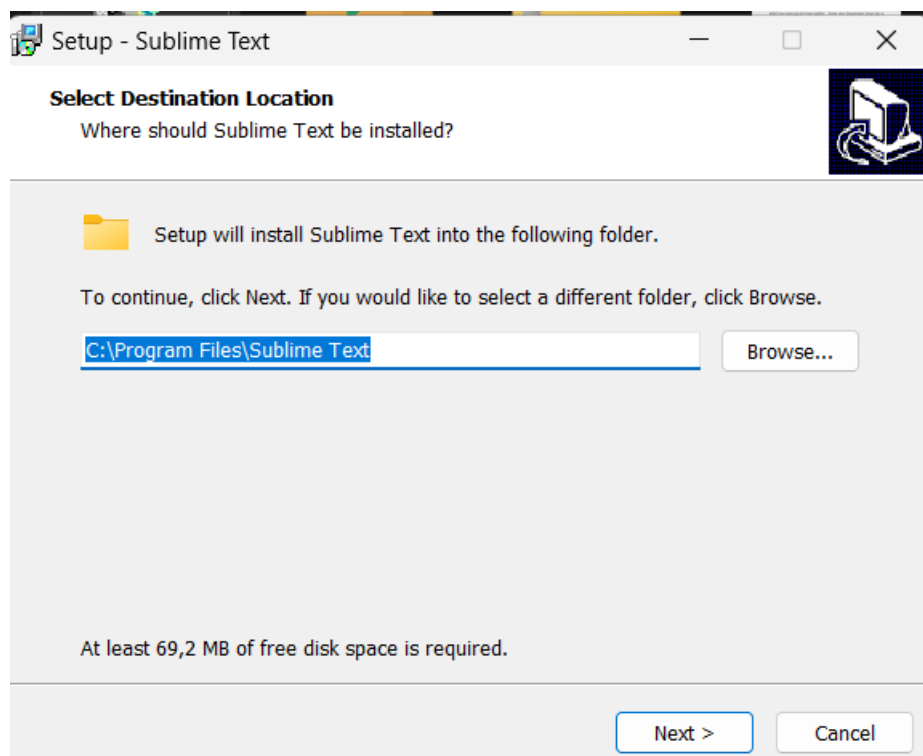 Setup - Sublime Text
Select Destination Location
Where should Sublime Text be installed?
Setup will install Sublime Text into the following folder.
To continue, click Next. If you would like to select a different folder, click Browse.
C:\Program Files\Sublime Text
Browse...
At least 69,2 MB of free disk space is required.
Next >
Cancel